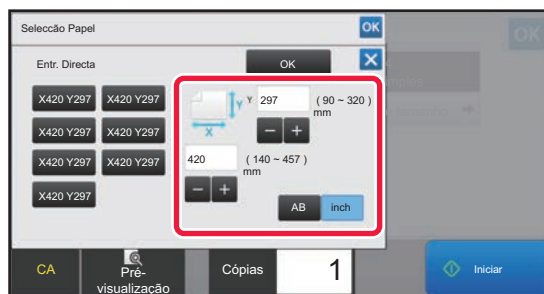 Seleccão Papel
OK
Entr. Directa
OK
X420 Y297
X420 Y297
X420 Y297
X420 Y297
X420 Y297
X420 Y297
X420 Y297
Y
X
Y 297 ( 90 ~ 320 )
mm
− +
420 ( 140 ~ 457 )
mm
− +
AB inch
OK
CA
Pré-
visualização
Cópias 1
Iniciar